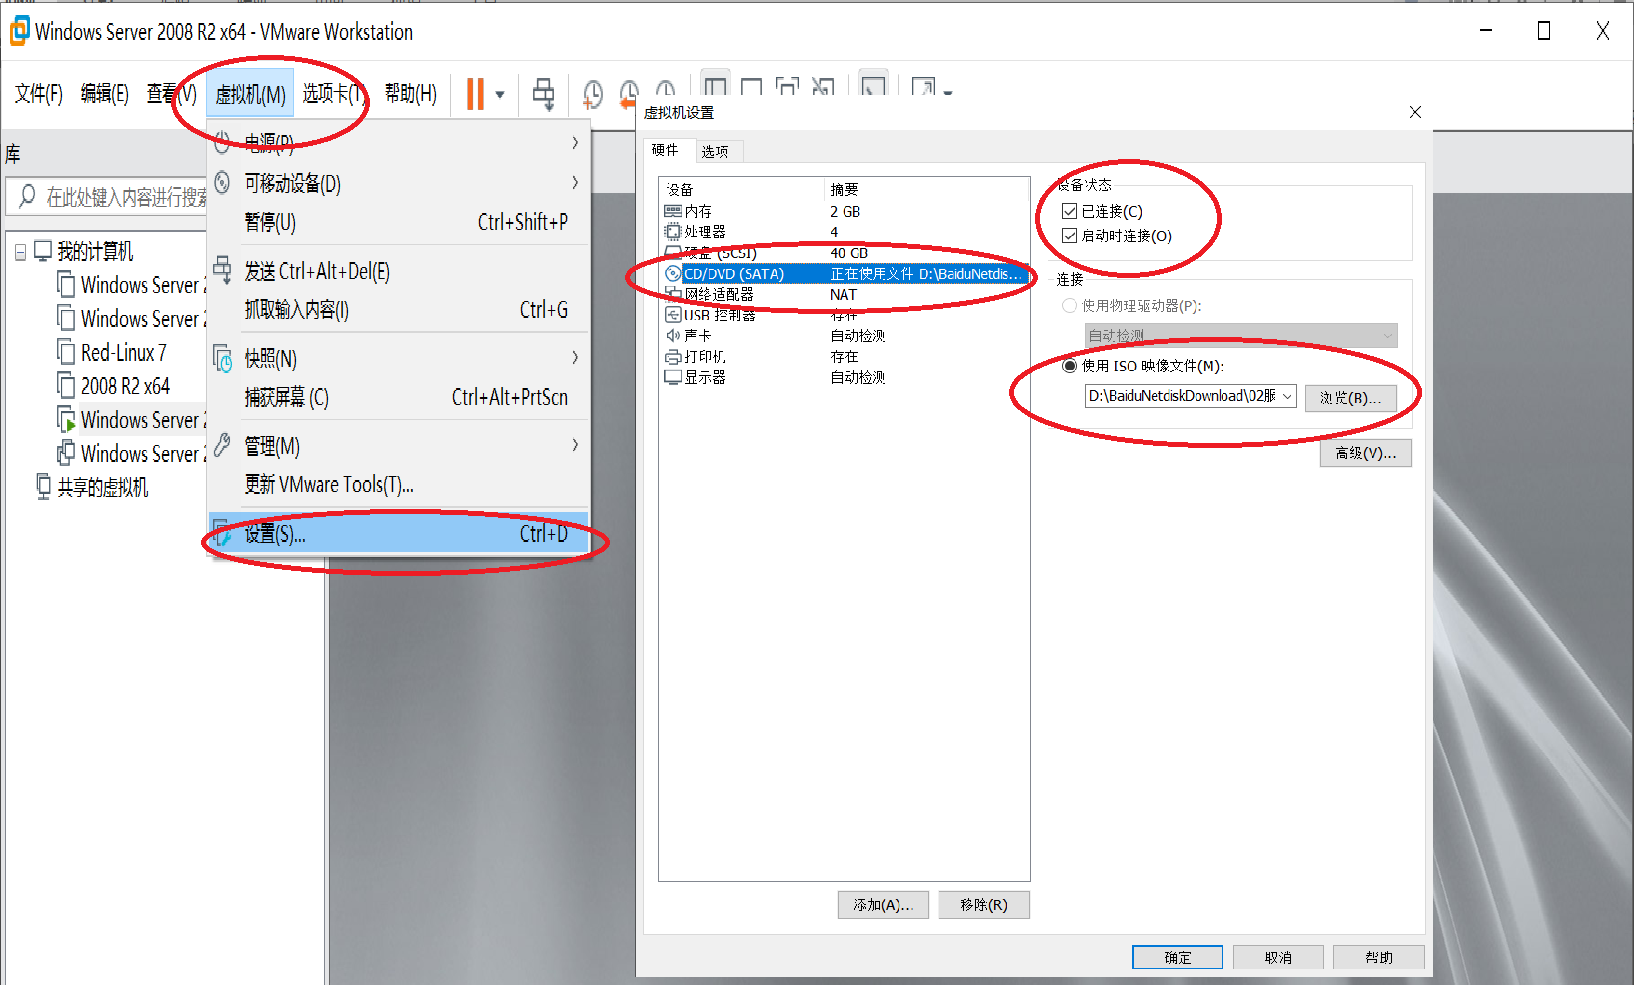 Windows Server 2008 R2 x64 - VMware Workstation
文件(F) 编辑(E) 查看(V) 虚拟机(M) 选项卡(T) 帮助(H)
库
在此处键入内容进行搜索
我的计算机
Windows Server 2
Windows Server 2
Red-Linux 7
2008 R2 x64
Windows Server 2
Windows Server 2
共享的虚拟机
电源(P)
可移动设备(D)
暂停(U) Ctrl+Shift+P
发送 Ctrl+Alt+Del(E)
抓取输入内容(I) Ctrl+G
快照(N)
捕获屏幕 (C) Ctrl+Alt+PrtScn
管理(M)
更新 VMware Tools(T)...
设置(S)... Ctrl+D
虚拟机设置
硬件 选项
设备 摘要
内存 2 GB
处理器 4
硬盘 (SCSI) 40 GB
CD/DVD (SATA) 正在使用文件 D:\BaiduNetdis...
网络适配器 NAT
USB 控制器 存在
声卡 自动检测
打印机 存在
显示器 自动检测
添加(A)... 移除(R)
设备状态
已连接(C)
启动时连接(O)
连接
使用物理驱动器(P):
自动检测
使用 ISO 映像文件(M):
D:\BaiduNetdiskDownload\02服 浏览(B)...
高级(V)...
确定 取消 帮助